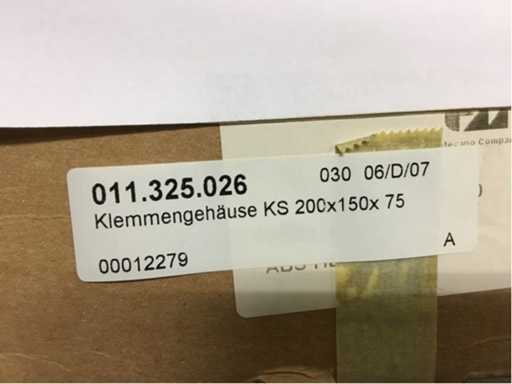 011.325.026 030 06/D/07
Klemmengehäuse KS 200x150x 75
00012279 A